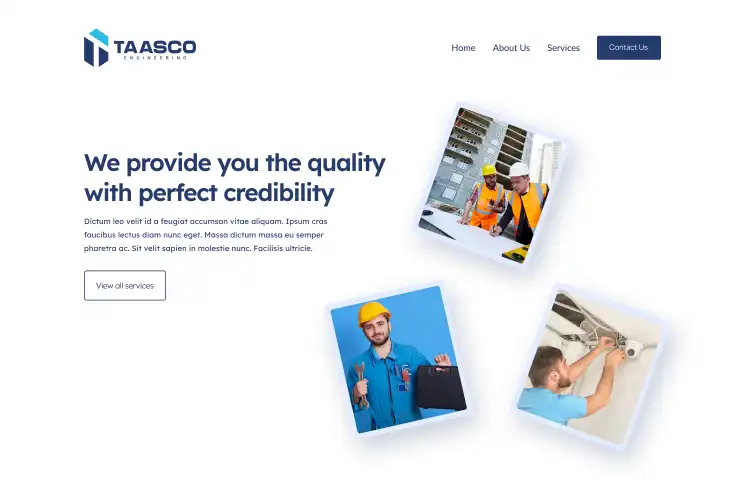 TAASCO
ENGINEERING
Home
About Us
Services
Contact Us
We provide you the quality
with perfect credibility
Dictum leo velit id a feugiat accumsan vitae aliquam. Ipsum cras
faucibus lectus diam nunc eget. Massa dictum massa eu semper
pharetra ac. Sit velit sapien in molestie nunc. Facilisis ultricie.
View all services